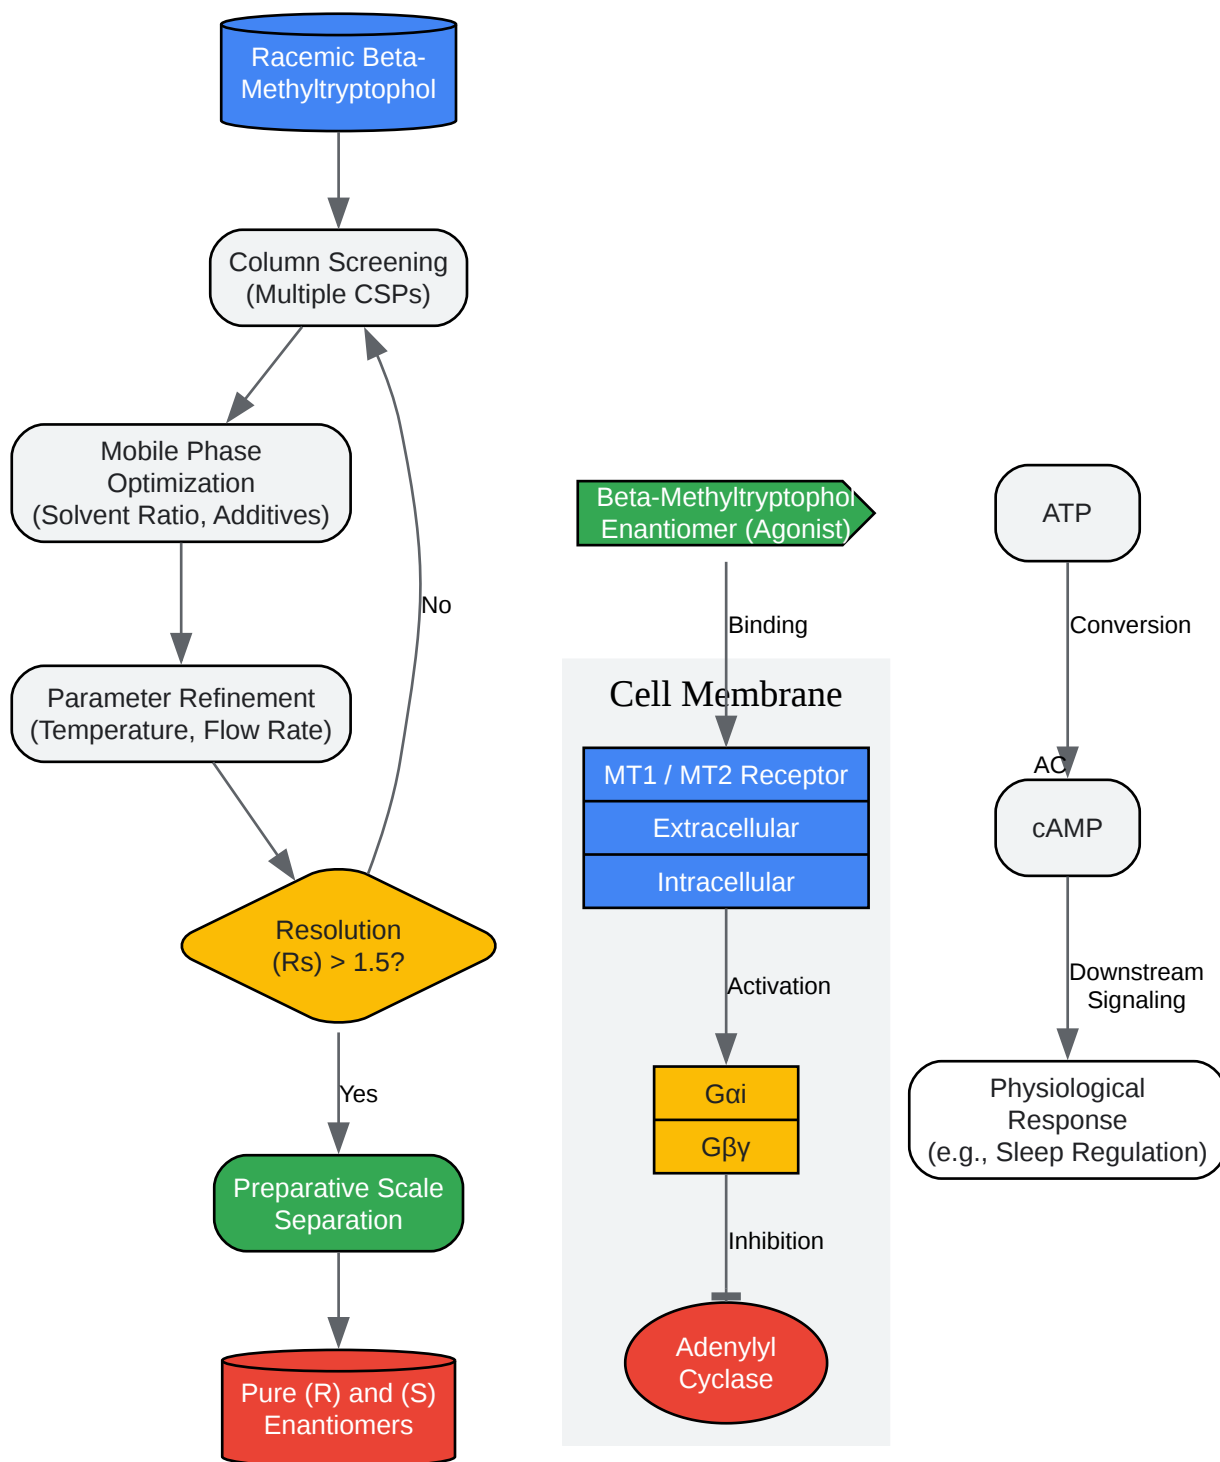 Racemic Beta-
Methyltryptophol
Column Screening
(Multiple CSPs)
Mobile Phase
Optimization
(Solvent Ratio, Additives)
No
Parameter Refinement
(Temperature, Flow Rate)
Resolution
(Rs) > 1.5?
Yes
Preparative Scale
Separation
Pure (R) and (S)
Enantiomers
Beta-Methyltryptophol
Enantiomer (Agonist)
Binding
Cell Membrane
MT1 / MT2 Receptor
Extracellular
Intracellular
Activation
Gαi
Gβγ
Inhibition
Adenylyl
Cyclase
ATP
Conversion
AC
cAMP
Downstream
Signaling
Physiological
Response
(e.g., Sleep Regulation)